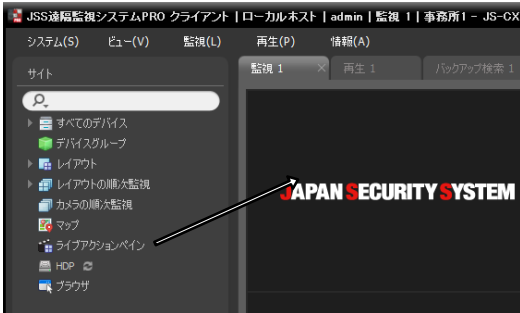 JSS遠隔監視システムPRO クライアント | ローカルホスト | admin | 監視 1 | 事務所1 - JS-CX
システム(S) ビュー(V) 監視(L) 再生(P) 情報(A)
サイト
監視 1 × 再生 1 バックアップ検索 1
すべてのデバイス
デバイスグループ
レイアウト
レイアウトの順次監視
カメラの順次監視
マップ
ライブアクションペイン
HDP
ブラウザ
JAPAN SECURITY SYSTEM